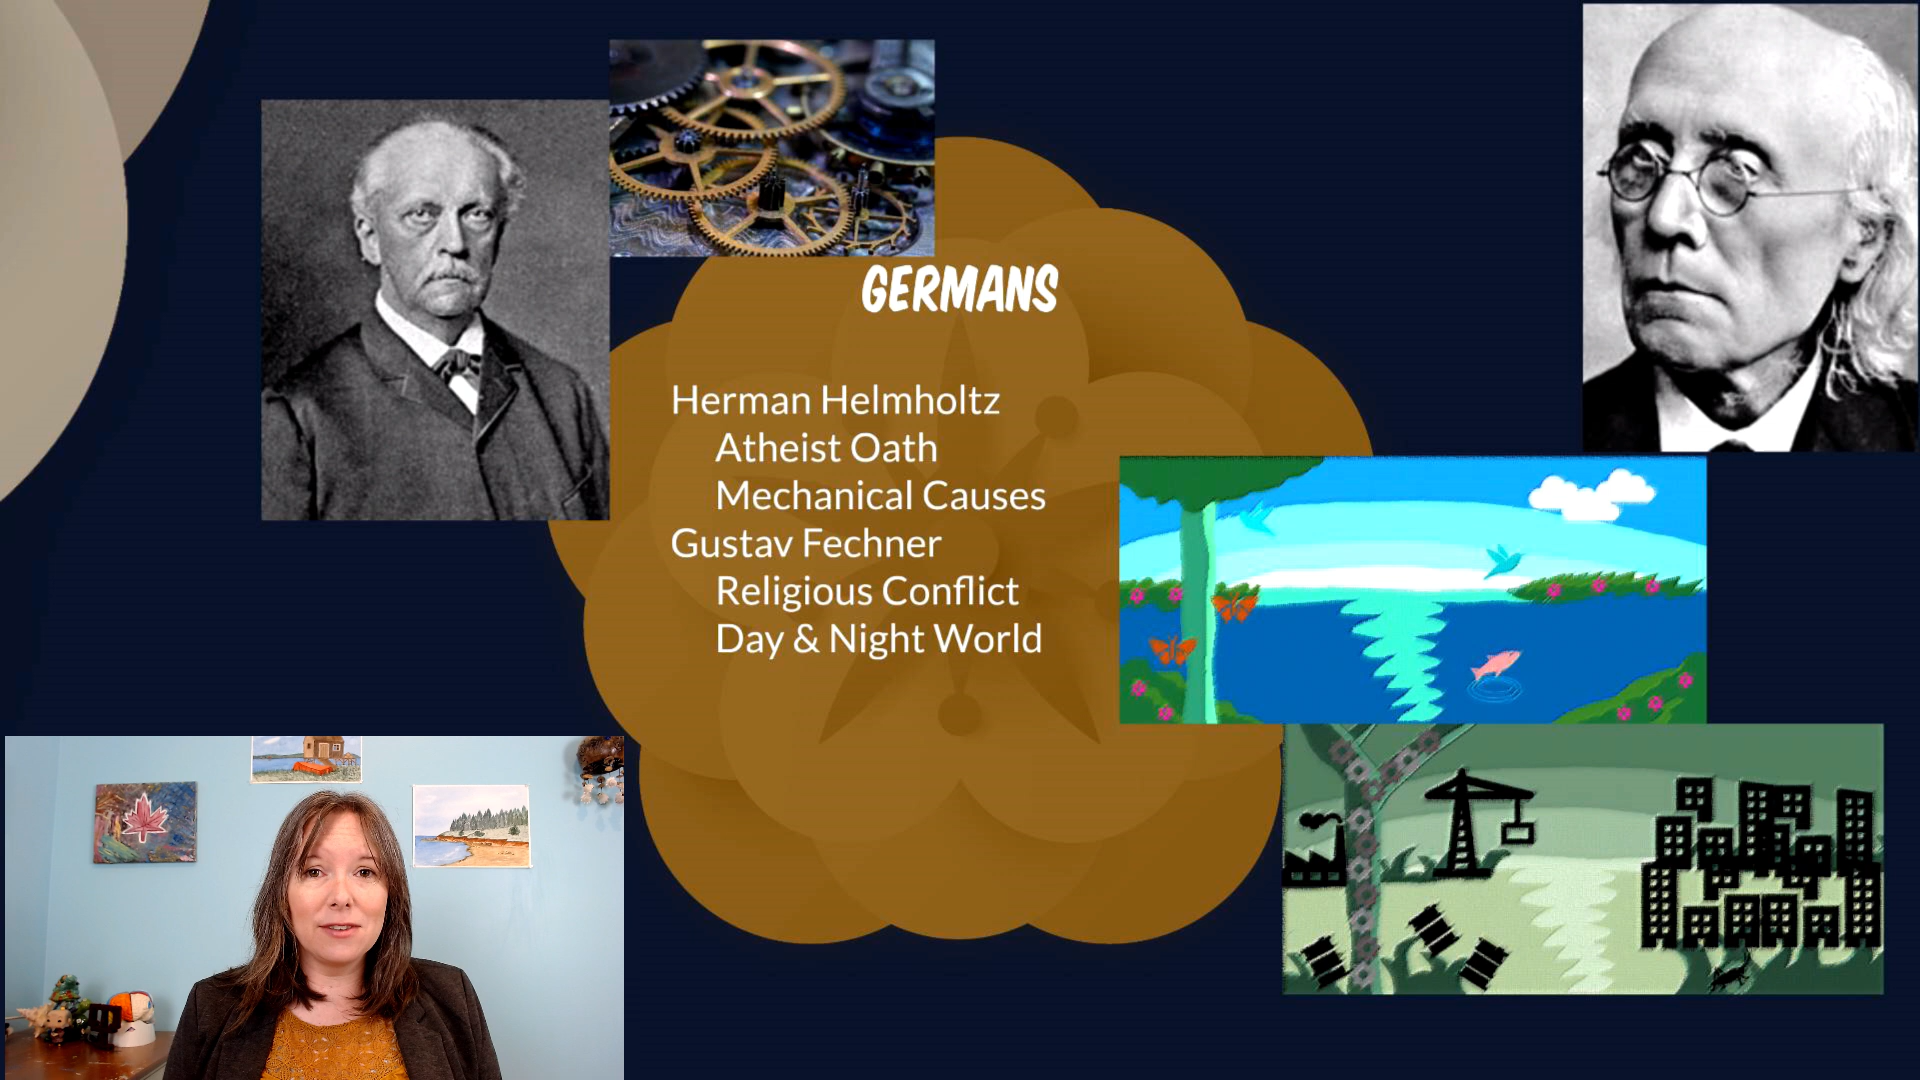 GERMANS
Herman Helmholtz
Atheist Oath
Mechanical Causes
Gustav Fechner
Religious Conflict
Day & Night World